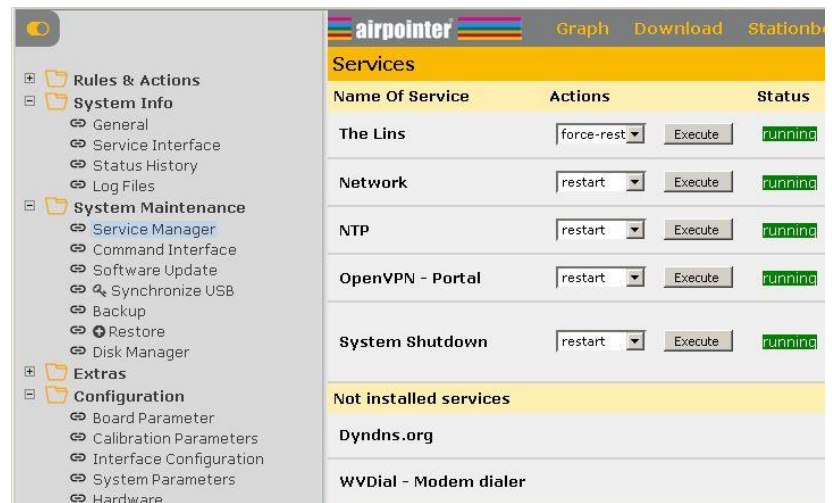 airpointer Graph Download Stationb
Rules & Actions
System Info
General
Service Interface
Status History
Log Files
System Maintenance
Service Manager
Command Interface
Software Update
Synchronize USB
Backup
Restore
Disk Manager
Extras
Configuration
Board Parameter
Calibration Parameters
Interface Configuration
System Parameters
Hardware
Services
Name Of Service Actions Status
The Lins force-rest Execute running
Network restart Execute running
NTP restart Execute running
OpenVPN - Portal restart Execute running
System Shutdown restart Execute running
Not installed services
Dyndns.org
WVDial - Modem dialer